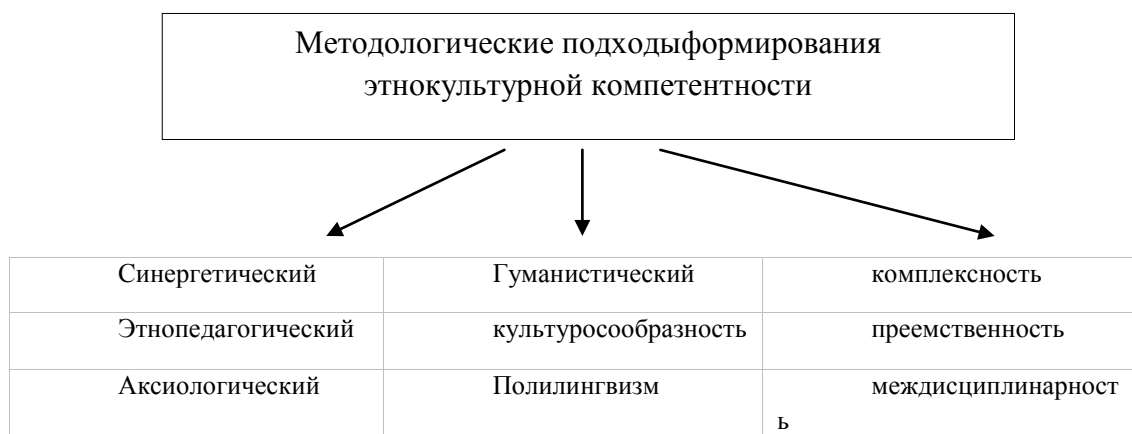 Методологические подходыформирования
этнокультурной компетентности
Синергетический Гуманистический комплексность
Этнопедагогический культуросообразность преемственность
Аксиологический Полилингвизм междисциплинарност
ь